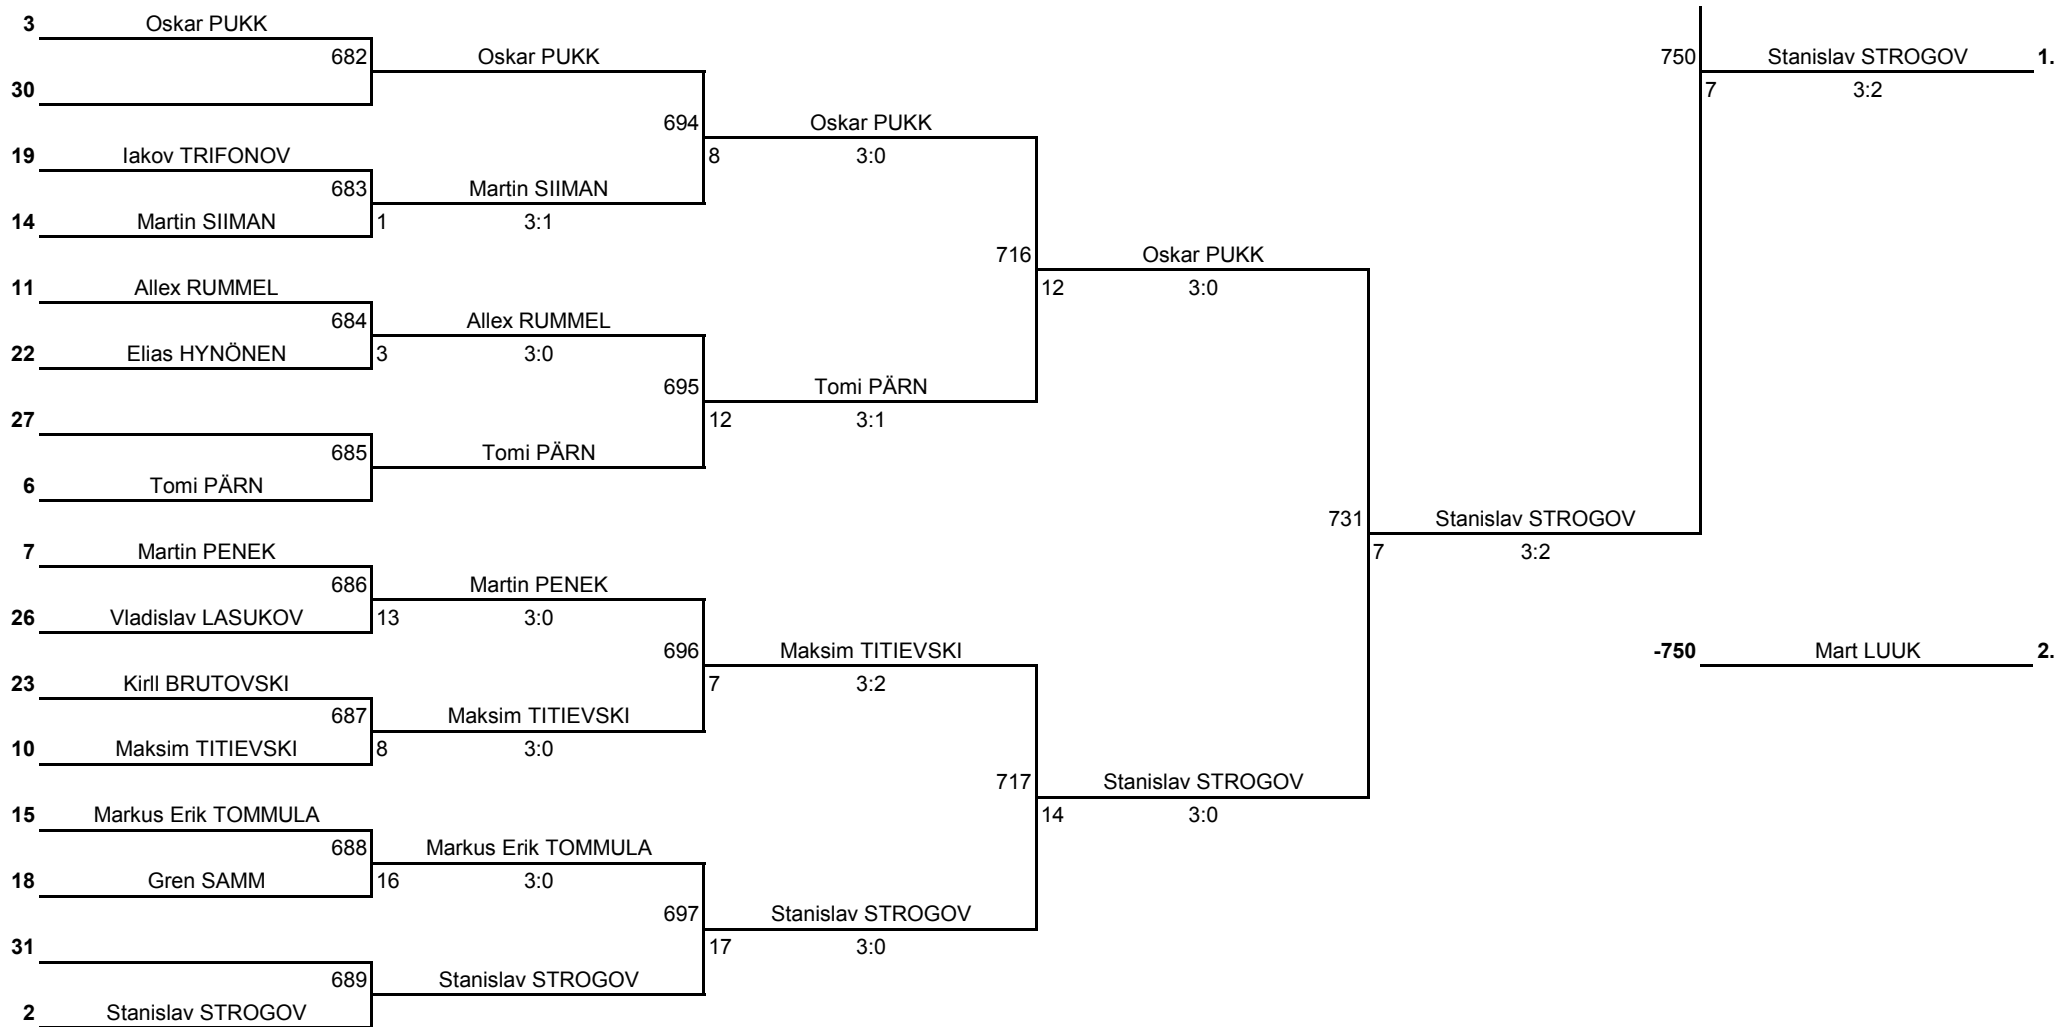 3 Oskar PUKK
682 Oskar PUKK 750 Stanislav STROGOV 1.
30 7 3:2
694 Oskar PUKK
19 Iakov TRIFONOV 8 3:0
683 Martin SIIMAN
14 Martin SIIMAN 1 3:1
716 Oskar PUKK
11 Allex RUMMEL 12 3:0
684 Allex RUMMEL
22 Elias HYNÖNEN 3 3:0
695 Tomi PÄRN
27 12 3:1
685 Tomi PÄRN
6 Tomi PÄRN
731 Stanislav STROGOV
7 Martin PENEK 7 3:2
686 Martin PENEK
26 Vladislav LASUKOV 13 3:0
696 Maksim TITIEVSKI -750 Mart LUUK 2.
23 Kirll BRUTOVSKI 7 3:2
687 Maksim TITIEVSKI
10 Maksim TITIEVSKI 8 3:0
717 Stanislav STROGOV
15 Markus Erik TOMMULA 14 3:0
688 Markus Erik TOMMULA
18 Gren SAMM 16 3:0
697 Stanislav STROGOV
31 17 3:0
689 Stanislav STROGOV
2 Stanislav STROGOV